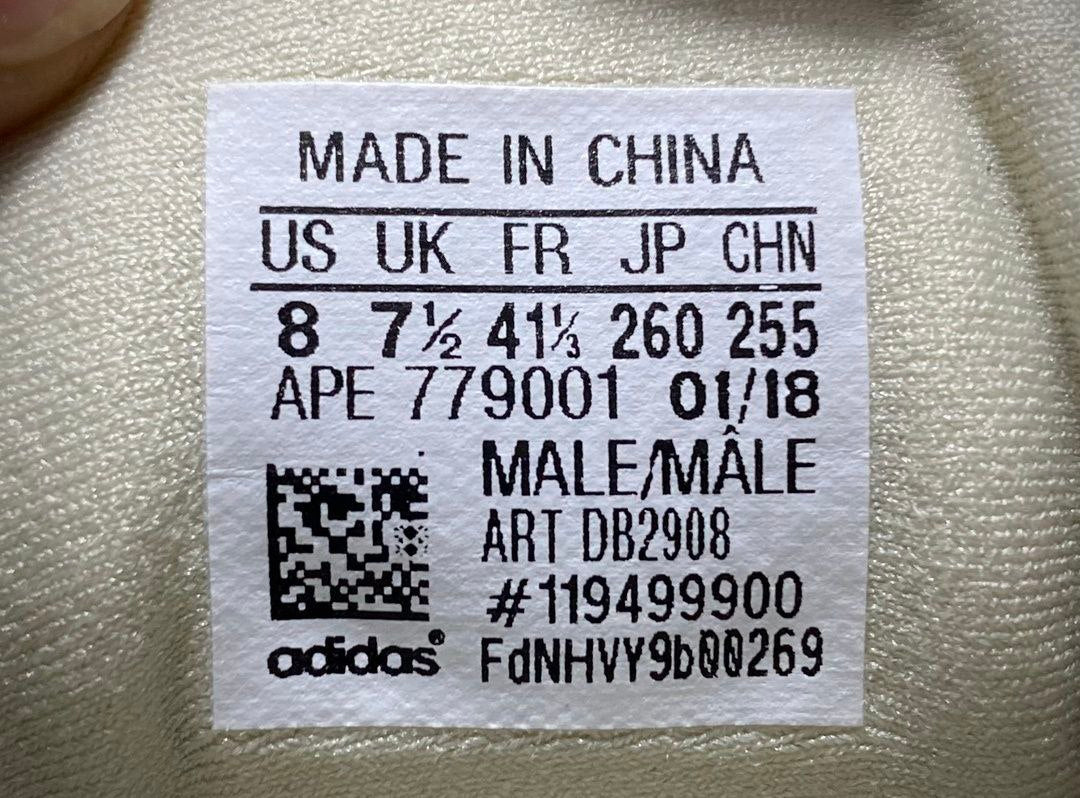 MADE IN CHINA
US UK FR JP CHN
8 7½ 41⅓ 260 255
APE 779001 01/18
MALE/MÂLE
ART DB2908
#119499900
adidas® FdNHVY9b00269